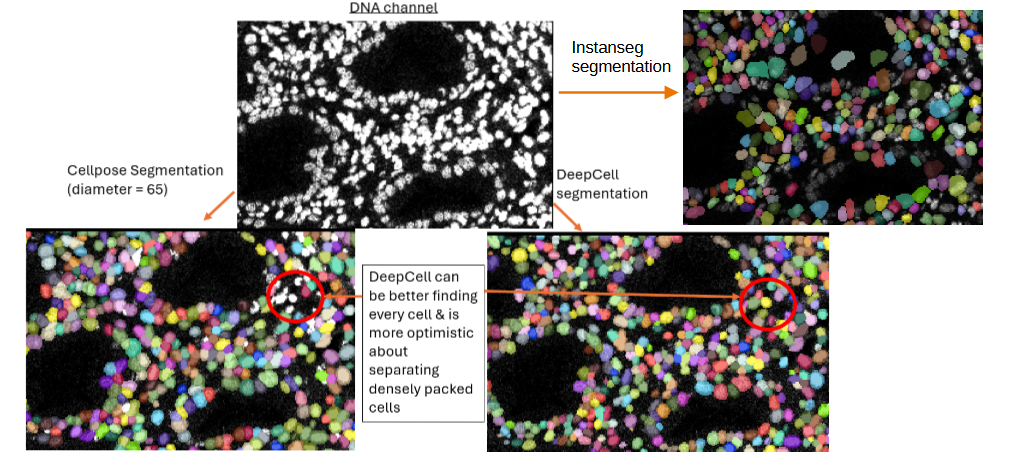 DNA channel
Instanseg
segmentation
Cellpose Segmentation
(diameter = 65)
DeepCell
segmentation
DeepCell can
be better finding
every cell & is
more optimistic
about
separating
densely packed
cells